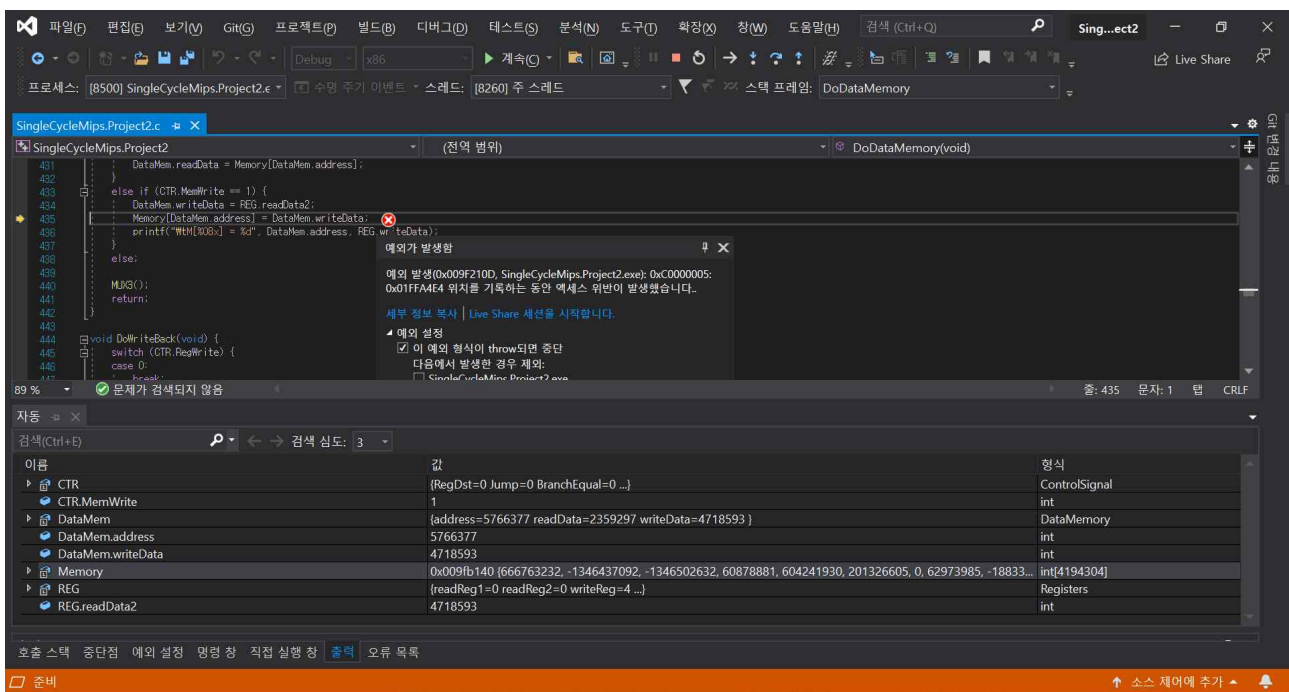 파일(F) 편집(E) 보기(V) Git(G) 프로젝트(P) 빌드(B) 디버그(D) 테스트(S) 분석(N) 도구(T) 확장(X) 창(W) 도움말(H) 검색 (Ctrl+Q) Sing...ect2
Debug x86 계속(C) Live Share
프로세스: [8500] SingleCycleMips.Project2.e 수명 주기 이벤트 스레드: [8260] 주 스레드 스택 프레임: DoDataMemory
SingleCycleMips.Project2.c
SingleCycleMips.Project2 (전역 범위) DoDataMemory(void)
431 DataMem.readData = Memory[DataMem.address];
432 }
433 else if (CTR.MemWrite == 1) {
434 DataMem.writeData = REG.readData2;
435 Memory[DataMem.address] = DataMem.writeData;
436 printf("₩tM[%08x] = %d", DataMem.address, REG.writeData);
437 }
438 else;
439
440 MUX3();
441 return;
442 }
443
444 void DoWriteBack(void) {
445 switch (CTR.RegWrite) {
446 case 0:
447 break;
예외가 발생함
예외 발생(0x009F210D, SingleCycleMips.Project2.exe): 0xC0000005:
0x01FFA4E4 위치를 기록하는 동안 액세스 위반이 발생했습니다..
세부 정보 복사 | Live Share 세션을 시작합니다.
예외 설정
이 예외 형식이 throw되면 중단
다음에서 발생한 경우 제외:
SingleCycleMips.Project2.exe
89 % 문제가 검색되지 않음 줄: 435 문자: 1 탭 CRLF
Git 변경 내용
자동
검색(Ctrl+E) 검색 심도: 3
이름 값 형식
CTR {RegDst=0 Jump=0 BranchEqual=0 ...} ControlSignal
CTR.MemWrite 1 int
DataMem {address=5766377 readData=2359297 writeData=4718593 } DataMemory
DataMem.address 5766377 int
DataMem.writeData 4718593 int
Memory 0x009fb140 {666763232, -1346437092, -1346502632, 60878881, 604241930, 201326605, 0, 62973985, -18833... int[4194304]
REG {readReg1=0 readReg2=0 writeReg=4 ...} Registers
REG.readData2 4718593 int
호출 스택 중단점 예외 설정 명령 창 직접 실행 창 출력 오류 목록
준비 소스 제어에 추가